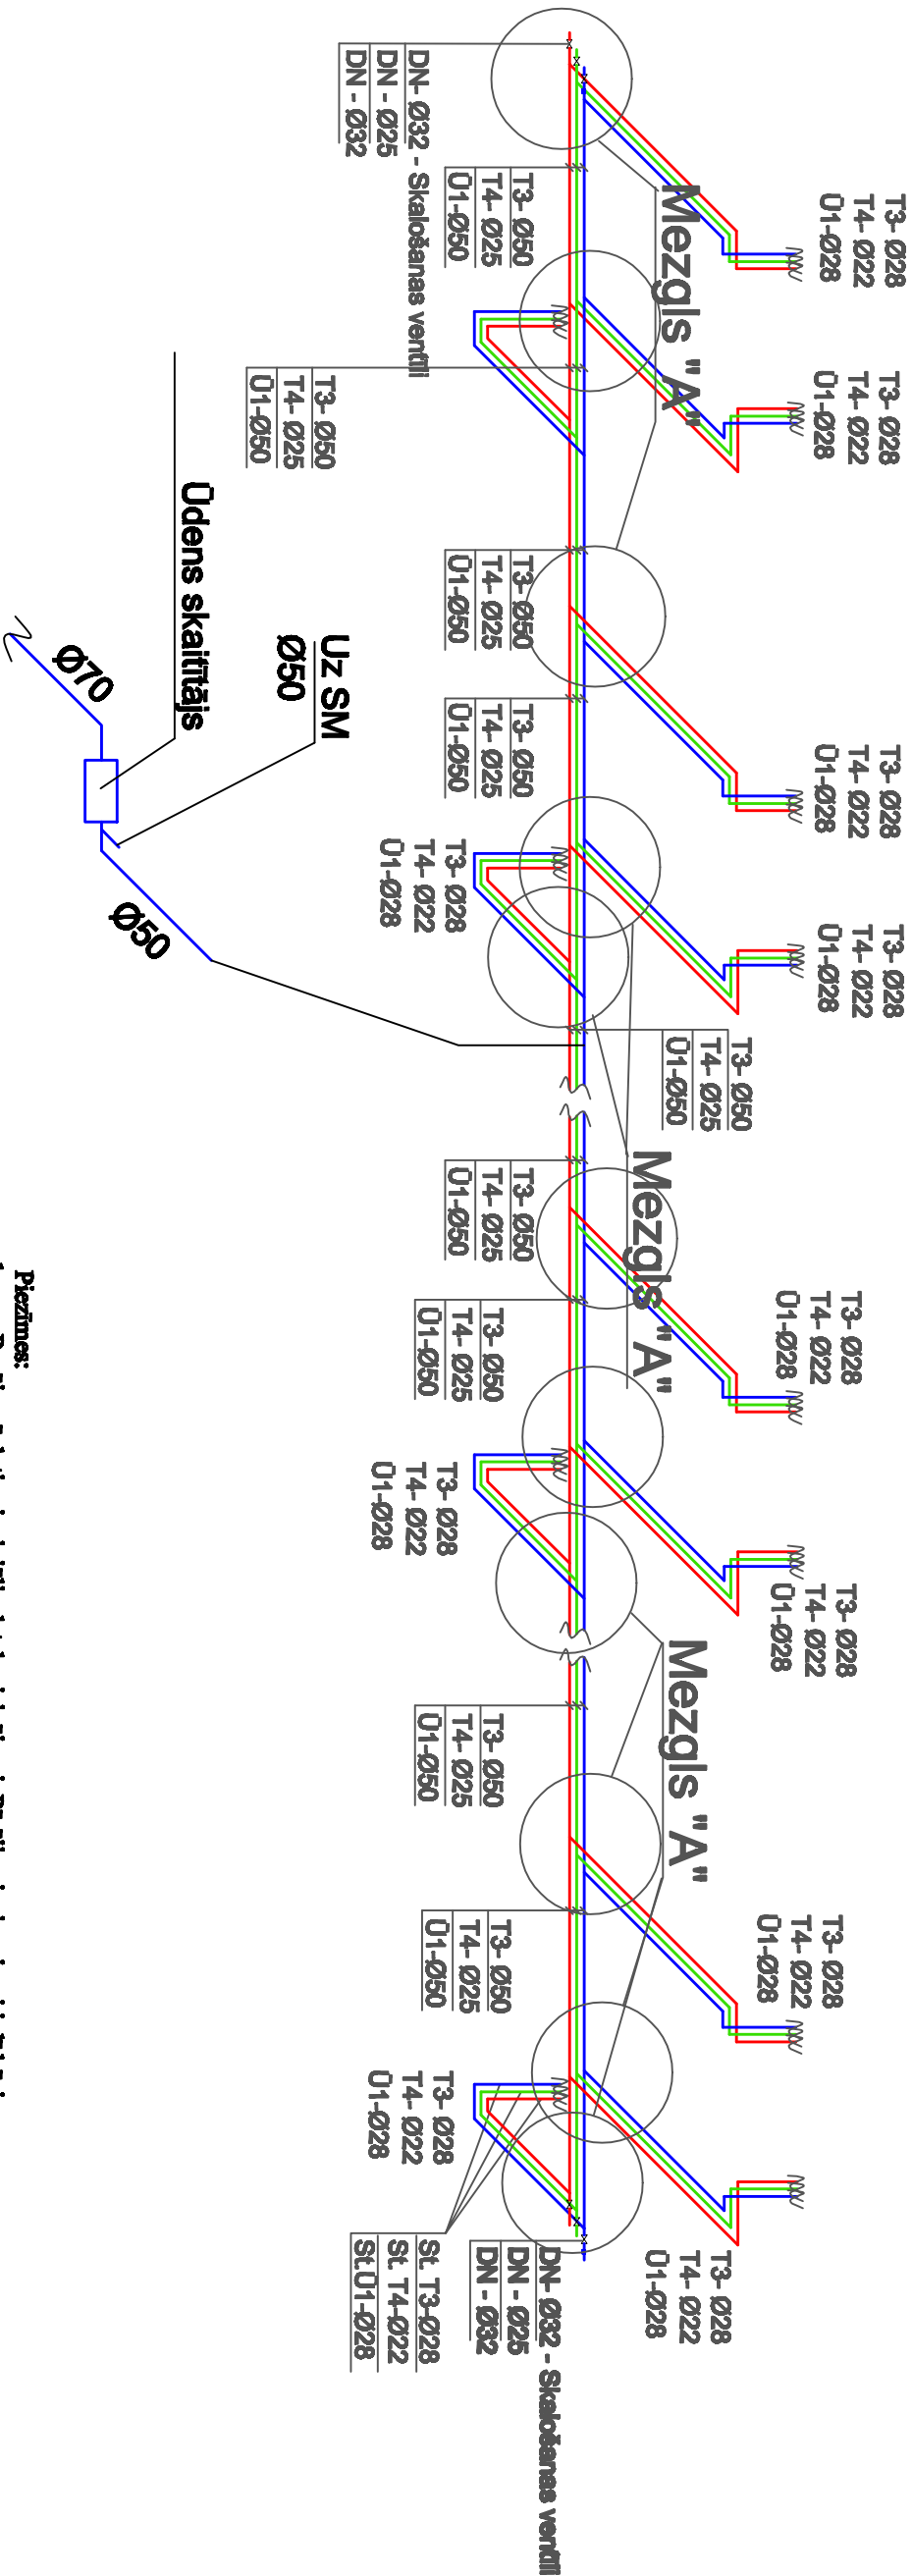 T3- Ø28
T4- Ø22
Ū1-Ø28
T3- Ø28
T4- Ø22
Ū1-Ø28
T3- Ø28
T4- Ø22
Ū1-Ø28
T3- Ø28
T4- Ø22
Ū1-Ø28
T3- Ø28
T4- Ø22
Ū1-Ø28
T3- Ø28
T4- Ø22
Ū1-Ø28
T3- Ø28
T4- Ø22
Ū1-Ø28
T3- Ø28
T4- Ø22
Ū1-Ø28
Mezgls "A"
Mezgls "A"
Mezgls "A"
T3- Ø50
T4- Ø25
Ū1-Ø50
DN- Ø32 - Skalošanas ventīli
DN - Ø25
DN - Ø32
T3- Ø50
T4- Ø25
Ū1-Ø50
T3- Ø50
T4- Ø25
Ū1-Ø50
T3- Ø50
T4- Ø25
Ū1-Ø50
T3- Ø50
T4- Ø25
Ū1-Ø50
T3- Ø28
T4- Ø22
Ū1-Ø28
T3- Ø50
T4- Ø25
Ū1-Ø50
T3- Ø50
T4- Ø25
Ū1-Ø50
T3- Ø28
T4- Ø22
Ū1-Ø28
T3- Ø50
T4- Ø25
Ū1-Ø50
T3- Ø50
T4- Ø25
Ū1-Ø50
T3- Ø28
T4- Ø22
Ū1-Ø28
DN- Ø32 - Skalošanas ventīli
DN - Ø25
DN - Ø32
St. T3-Ø28
St. T4-Ø22
St.Ū1-Ø28
Uz SM
Ø50
Ūdens skaitītājs
Ø70
Ø50
Piezīmes: